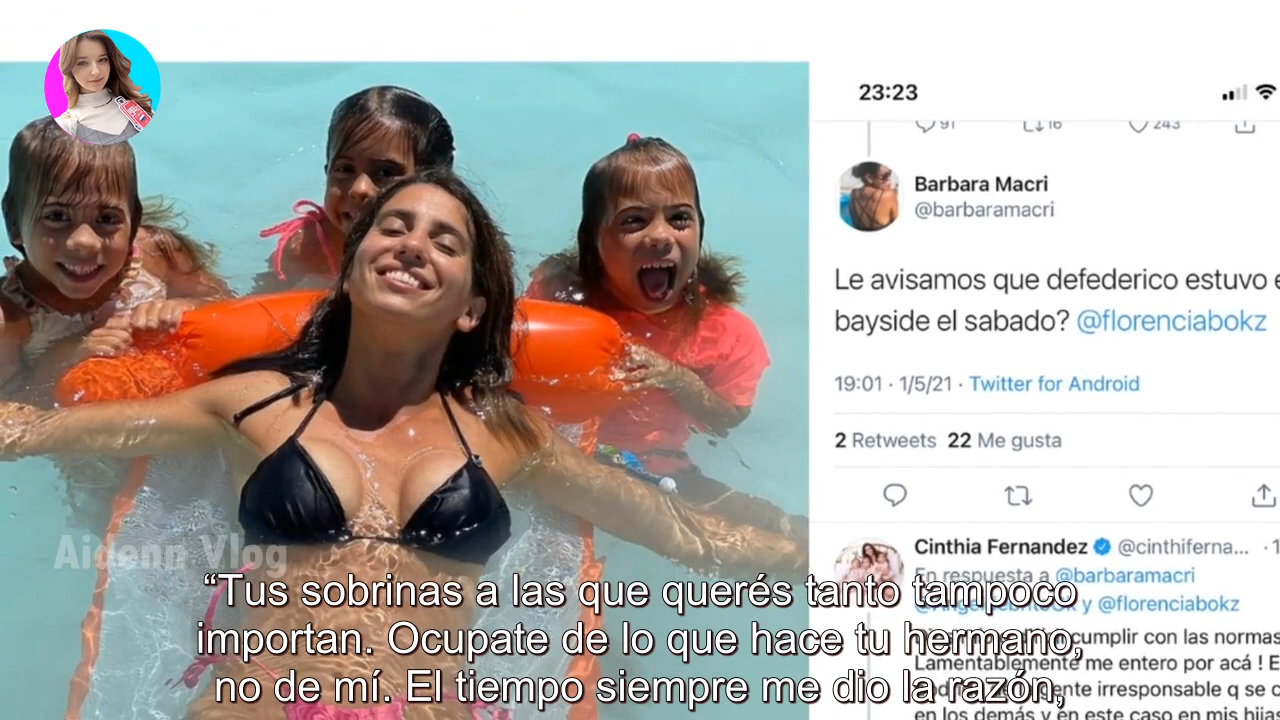 23:23
91 16 243
Barbara Macri
@barbaramacri
Le avisamos que defederico estuvo
bayside el sabado? @florenciabokz
19:01 · 1/5/21 · Twitter for Android
2 Retweets 22 Me gusta
Cinthia Fernandez @cinthiferna...
En respuesta a @barbaramacri
y @florenciabokz
cumplir con las normas
Lamentablemente me entero por acá !
irresponsable q se
en los demás y en este caso en mis hijas
Aidenn Vlog
“Tus sobrinas a las que querés tanto tampoco
importan. Ocupate de lo que hace tu hermano,
no de mí. El tiempo siempre me dio la razón,